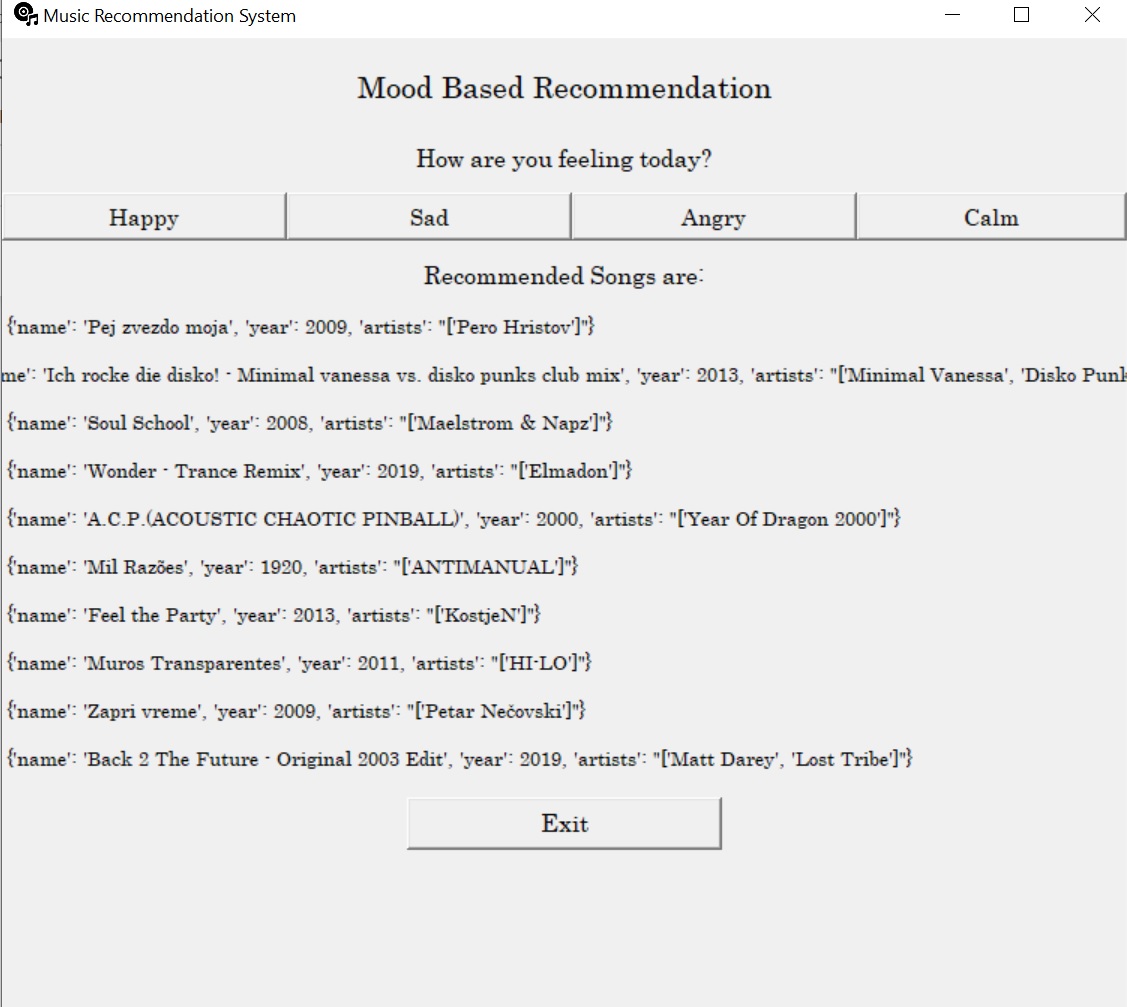 Music Recommendation System
Mood Based Recommendation
How are you feeling today?
Happy Sad Angry Calm
Recommended Songs are:
{'name': 'Pej zvezdo moja', 'year': 2009, 'artists': "['Pero Hristov']"}
me': 'Ich rocke die disko! - Minimal vanessa vs. disko punks club mix', 'year': 2013, 'artists': "['Minimal Vanessa', 'Disko Punk
{'name': 'Soul School', 'year': 2008, 'artists': "['Maelstrom & Napz']"}
{'name': 'Wonder - Trance Remix', 'year': 2019, 'artists': "['Elmadon']"}
{'name': 'A.C.P.(ACOUSTIC CHAOTIC PINBALL)', 'year': 2000, 'artists': "['Year Of Dragon 2000']"}
{'name': 'Mil Razões', 'year': 1920, 'artists': "['ANTIMANUAL']"}
{'name': 'Feel the Party', 'year': 2013, 'artists': "['KostjeN']"}
{'name': 'Muros Transparentes', 'year': 2011, 'artists': "['HI-LO']"}
{'name': 'Zapri vreme', 'year': 2009, 'artists': "['Petar Nečovski']"}
{'name': 'Back 2 The Future - Original 2003 Edit', 'year': 2019, 'artists': "['Matt Darey', 'Lost Tribe']"}
Exit